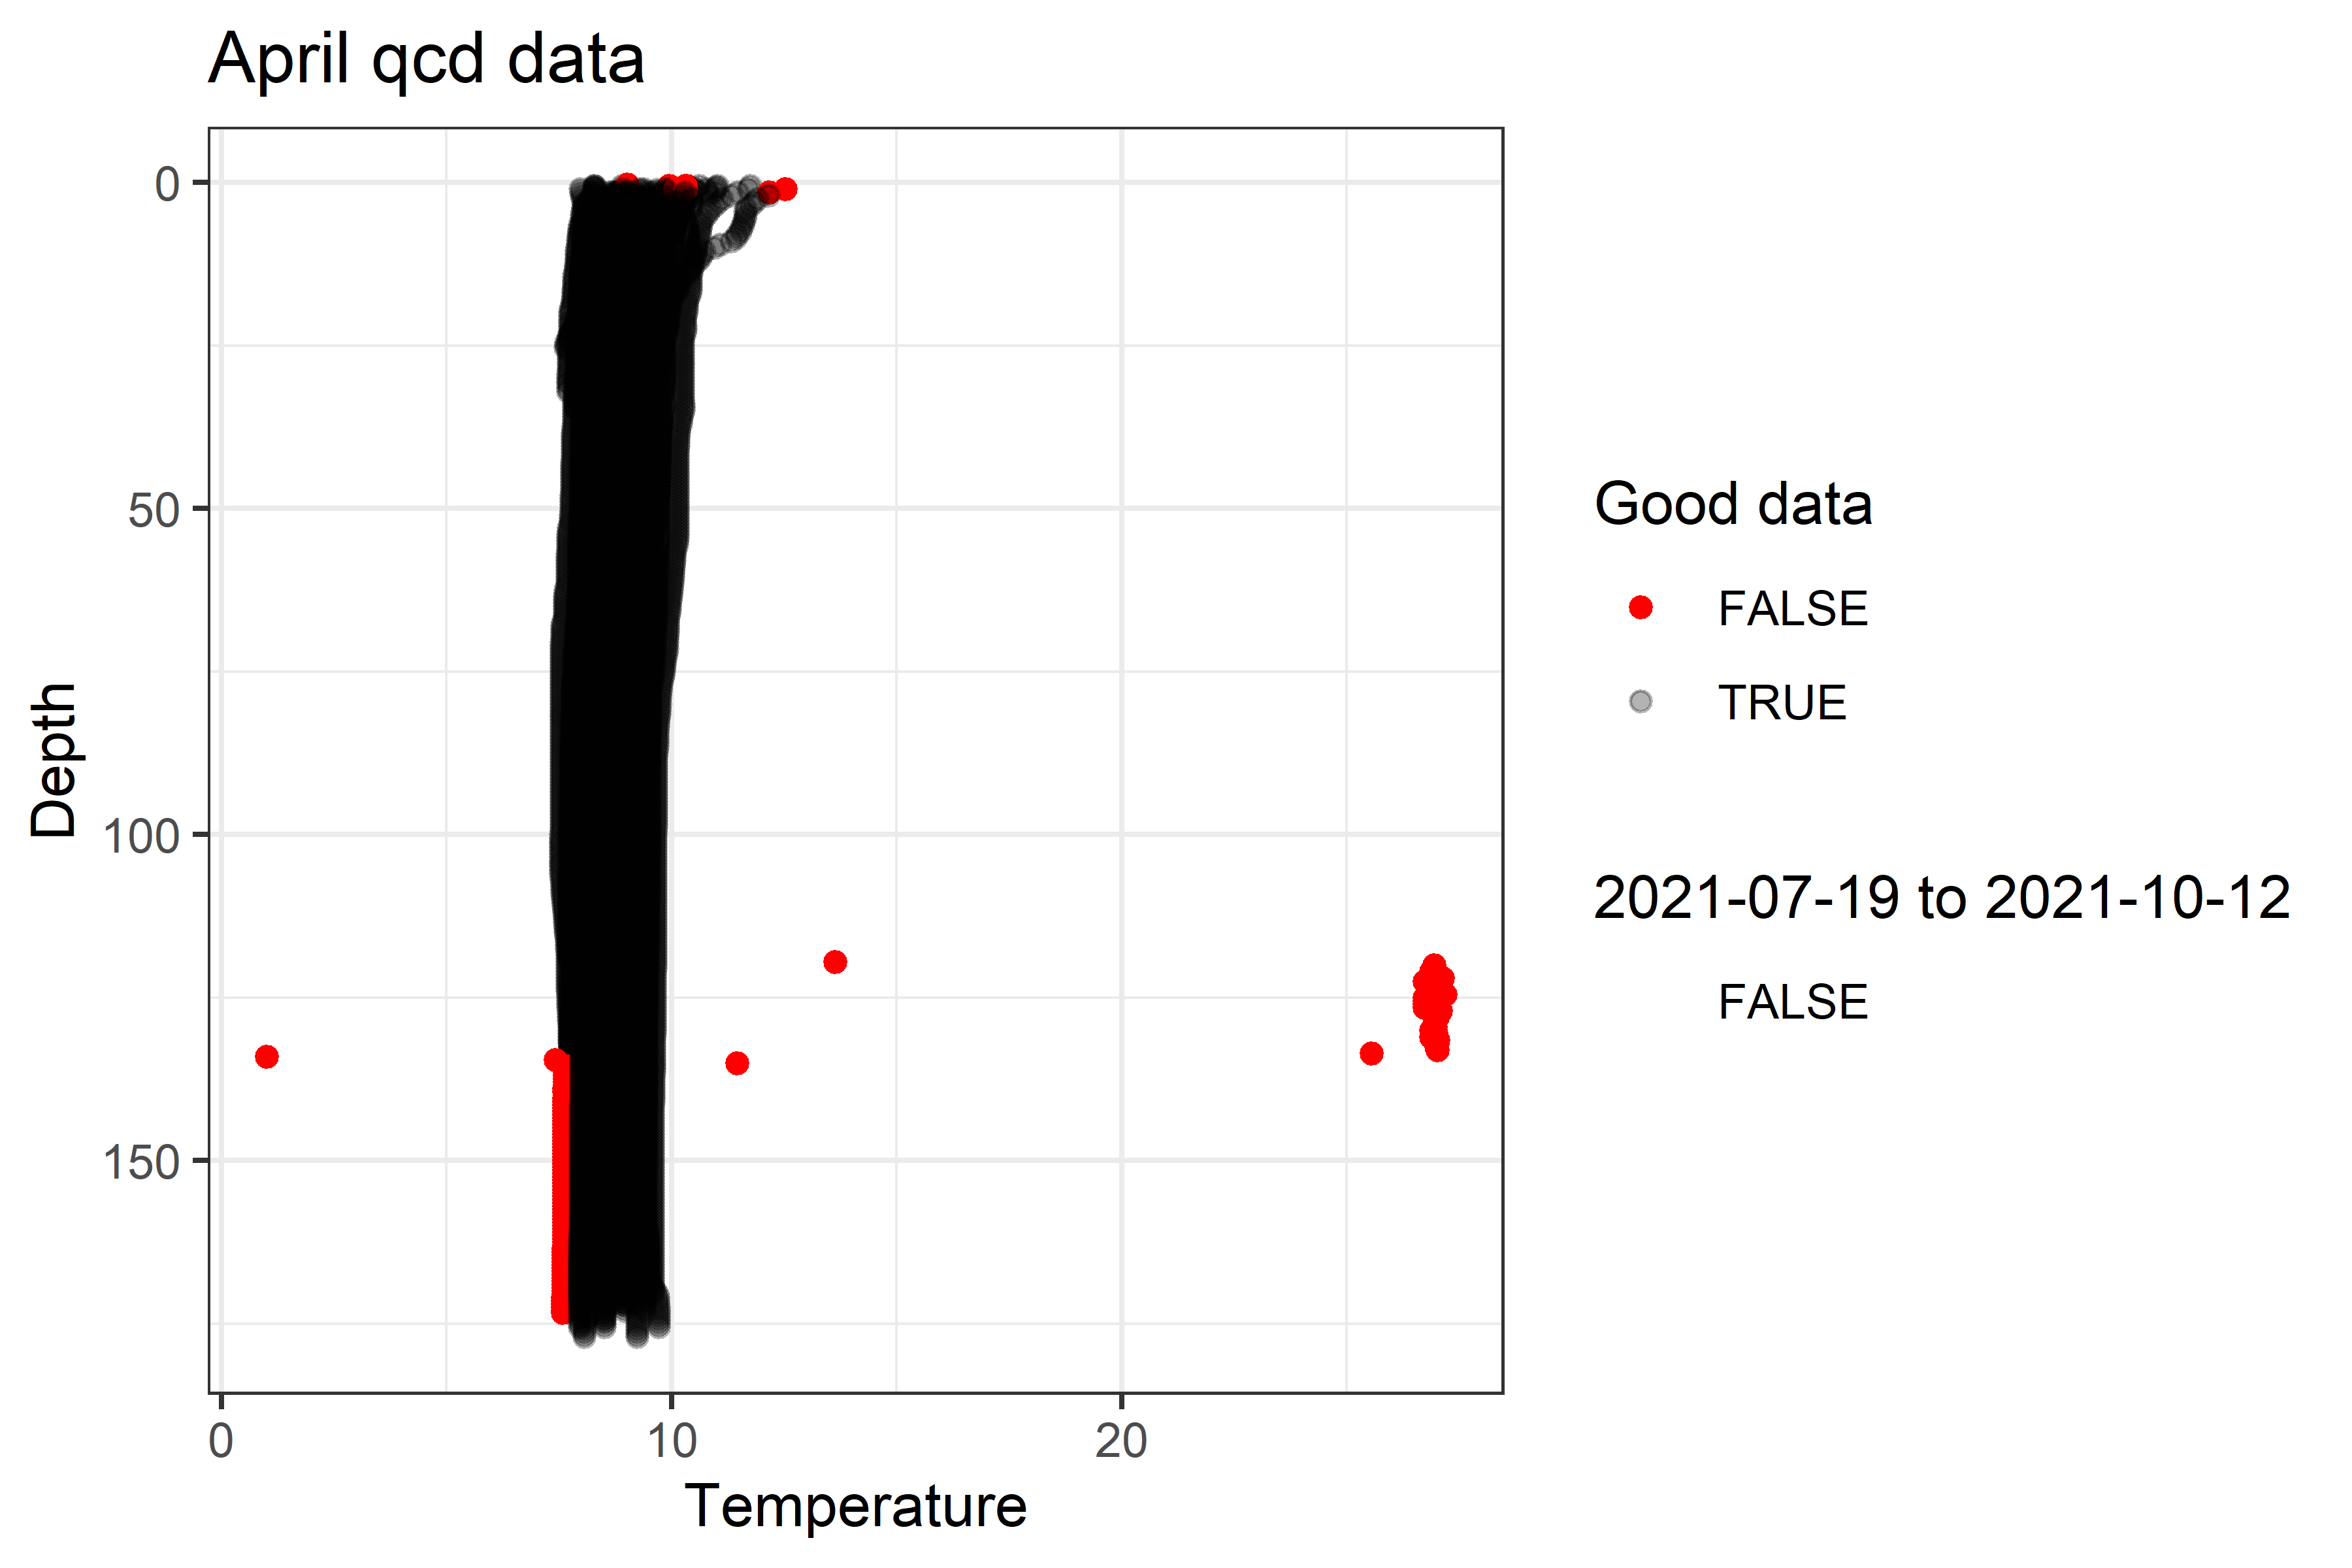 April qcd data
0
50
100
150
Depth
0 10 20
Temperature
Good data
FALSE
TRUE
2021-07-19 to 2021-10-12
FALSE